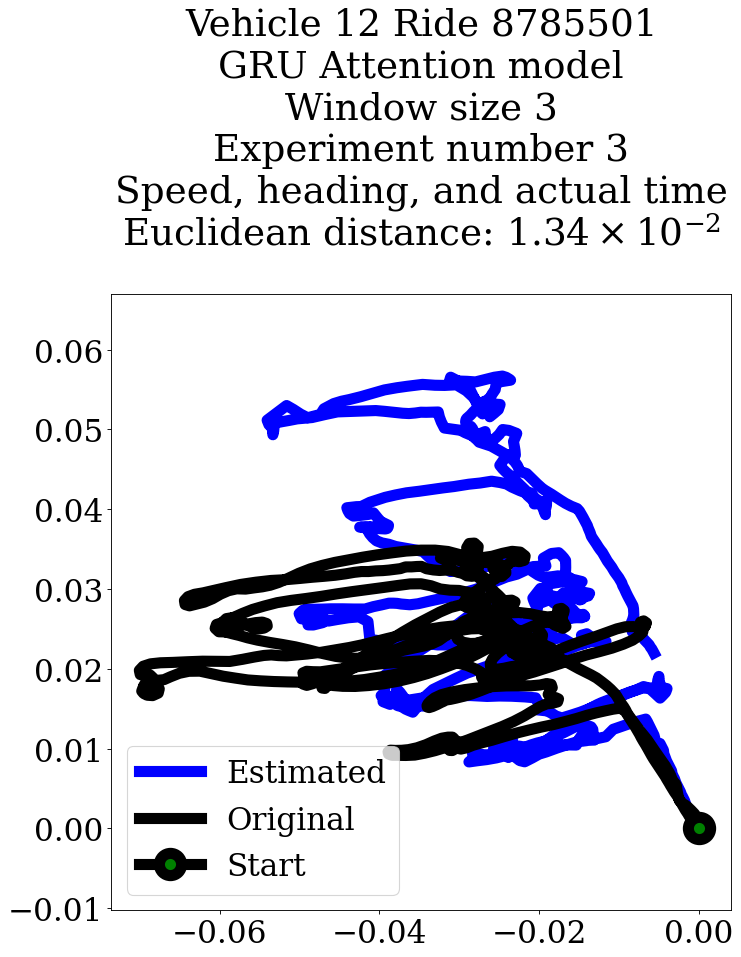 Vehicle 12 Ride 8785501
GRU Attention model
Window size 3
Experiment number 3
Speed, heading, and actual time
Euclidean distance: 1.34 × 10⁻²
0.06
0.05
0.04
0.03
0.02
0.01
0.00
−0.01
Estimated
Original
Start
−0.06
−0.04
−0.02
0.00